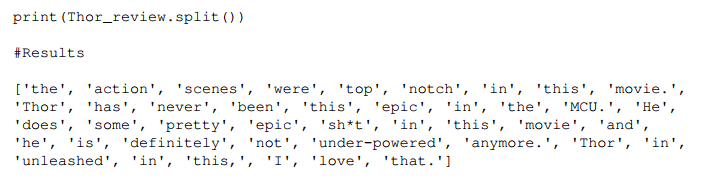 print(Thor_review.split())
#Results
['the', 'action', 'scenes', 'were', 'top', 'notch', 'in', 'this', 'movie.',
'Thor', 'has', 'never', 'been', 'this', 'epic', 'in', 'the', 'MCU.', 'He',
'does', 'some', 'pretty', 'epic', 'sh*t', 'in', 'this', 'movie', 'and',
'he', 'is', 'definitely', 'not', 'under-powered', 'anymore.', 'Thor', 'in',
'unleashed', 'in', 'this,', 'I', 'love', 'that.']